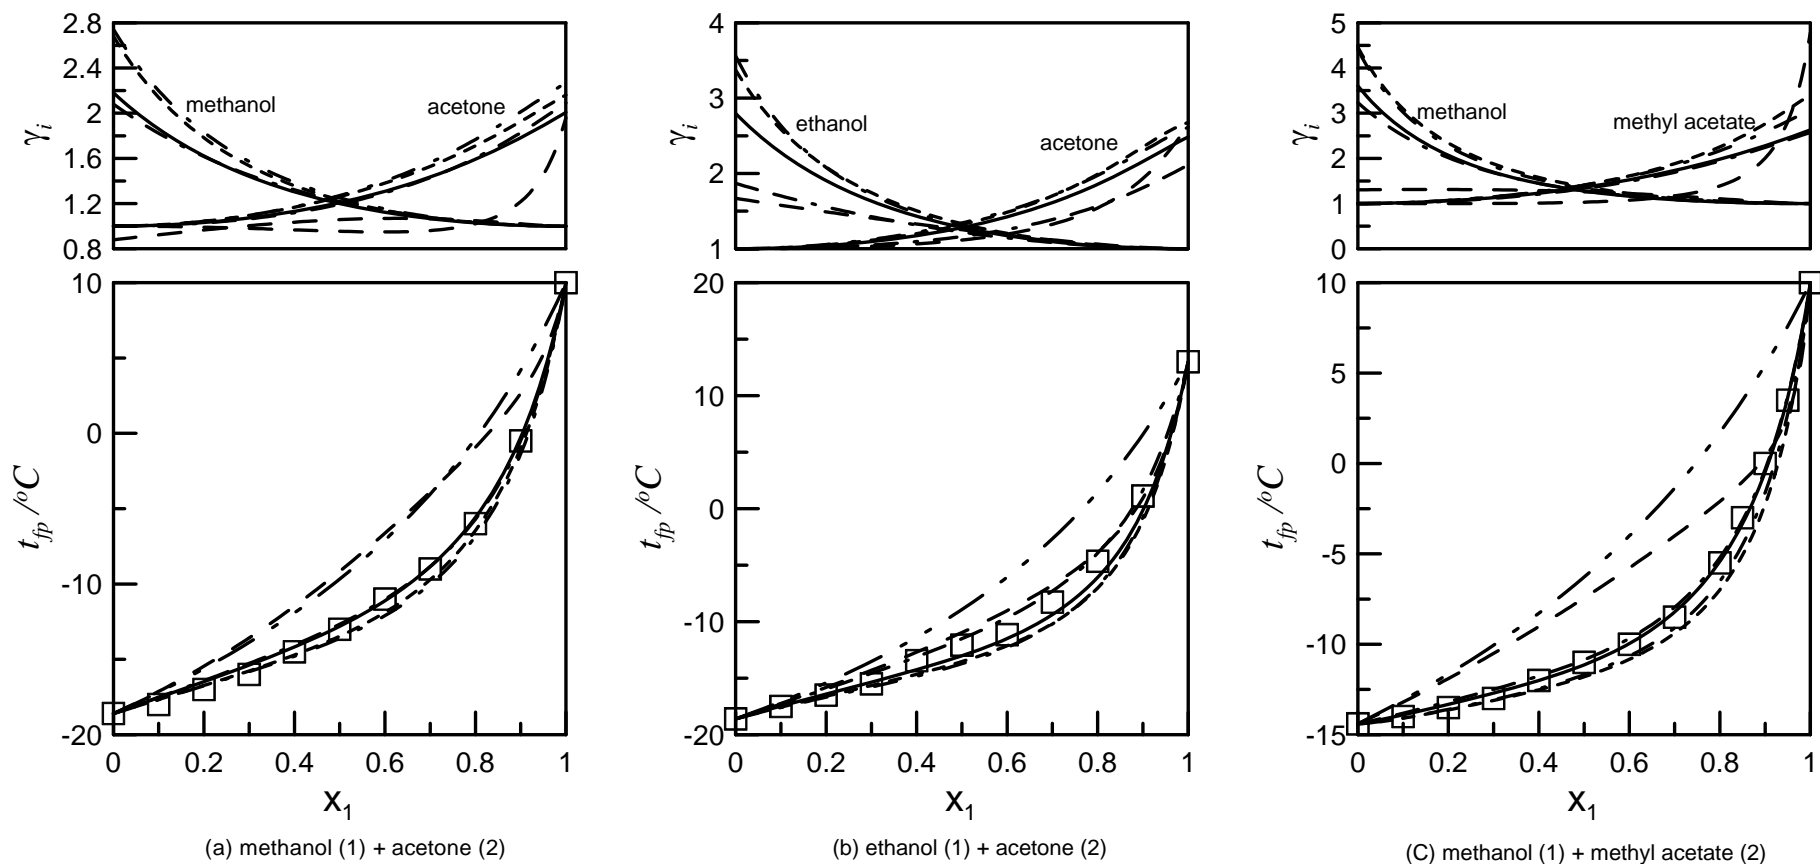 2.8
2.4
2
1.6
1.2
0.8
γi
methanol
acetone
4
3
2
1
γi
ethanol
acetone
5
4
3
2
1
0
γi
methanol
methyl acetate
10
0
-10
-20
tfp /ºC
0 0.2 0.4 0.6 0.8 1
x1
(a) methanol (1) + acetone (2)
20
10
0
-10
-20
tfp /ºC
0 0.2 0.4 0.6 0.8 1
x1
(b) ethanol (1) + acetone (2)
10
5
0
-5
-10
-15
tfp /ºC
0 0.2 0.4 0.6 0.8 1
x1
(C) methanol (1) + methyl acetate (2)